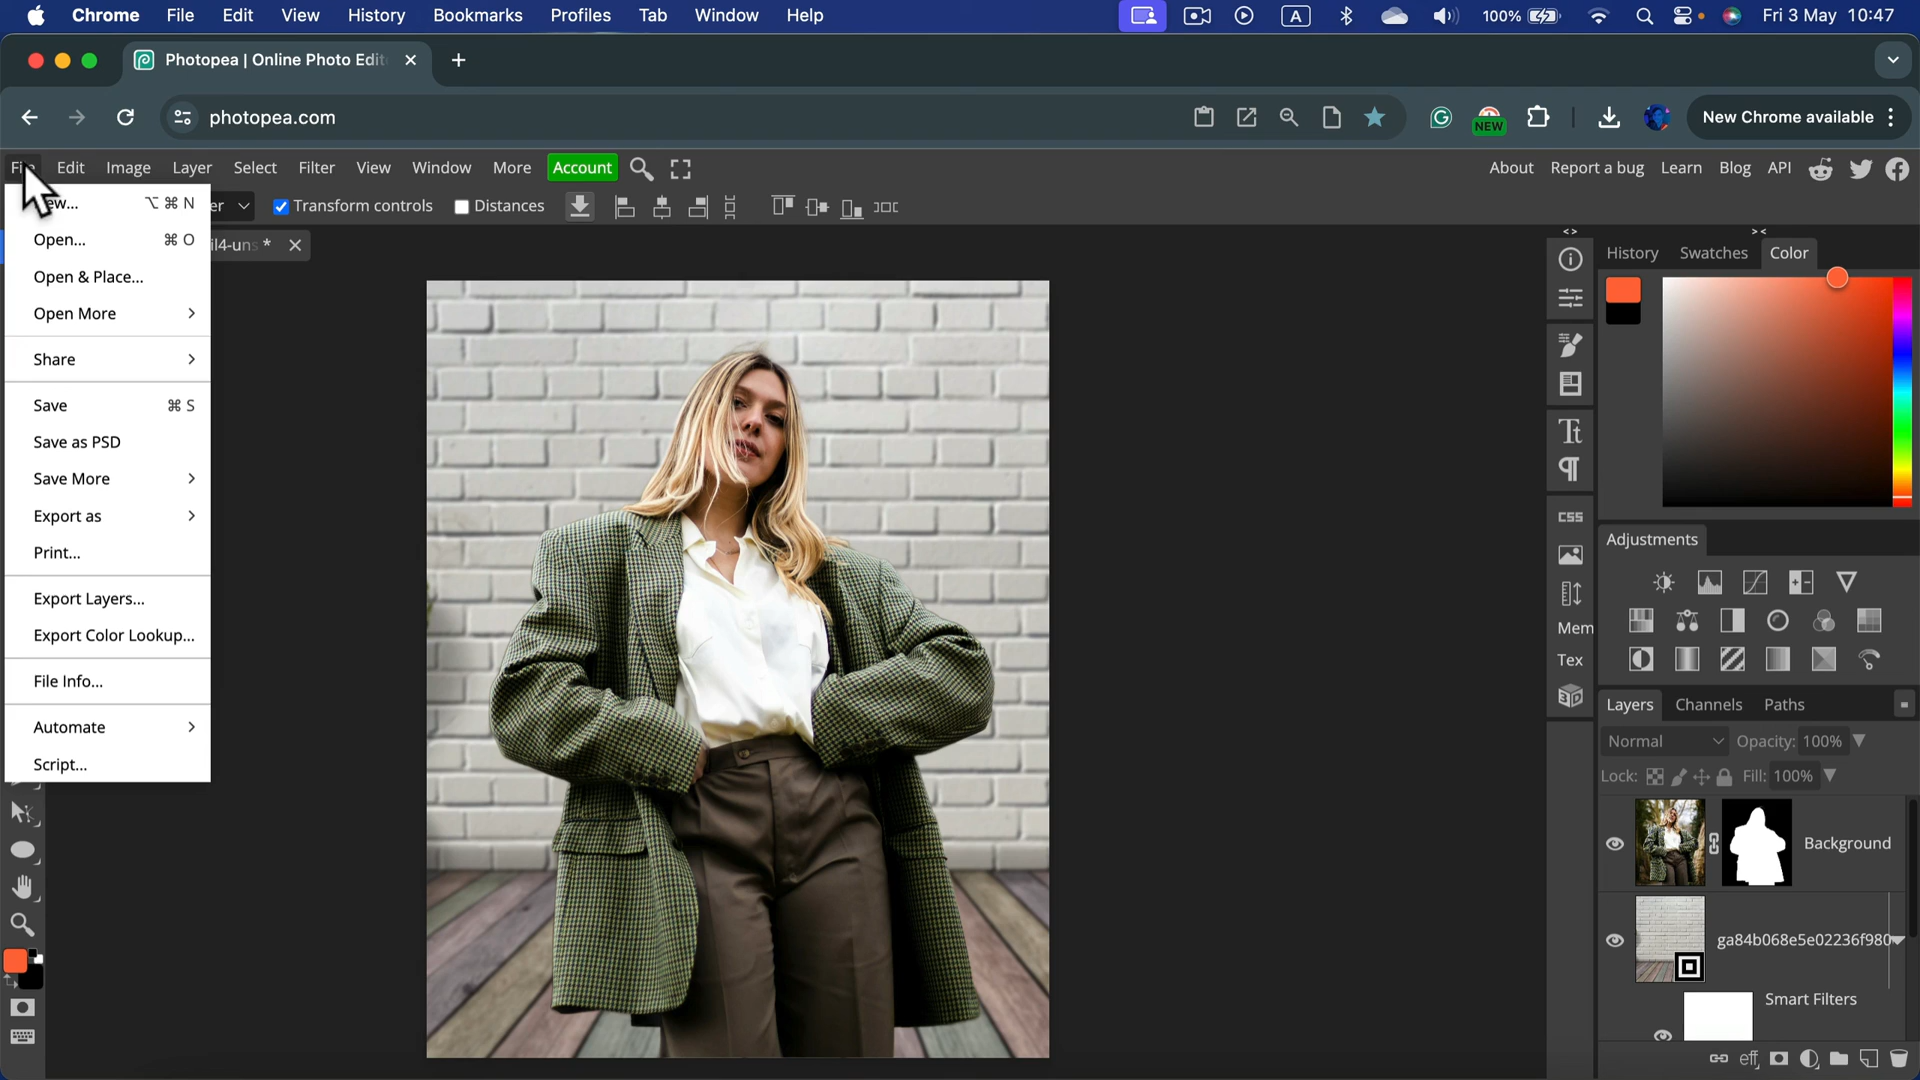 Chrome File Edit View History Bookmarks Profiles Tab Window Help A 100% Fri 3 May 10:47
Photopea | Online Photo Edit
photopea.com NEW New Chrome available
Edit Image Layer Select Filter View Window More Account About Report a bug Learn Blog API
Transform controls Distances
il4-uns *
⌥ ⌘ N
Open... ⌘ O
Open & Place...
Open More
Share
Save ⌘ S
Save as PSD
Save More
Export as
Print...
Export Layers...
Export Color Lookup...
File Info...
Automate
Script...
CSS
Mem
Tex
3D
History Swatches Color
Adjustments
Layers Channels Paths
Normal Opacity: 100%
Lock: Fill: 100%
Background
ga84b068e5e02236f980
Smart Filters
eff